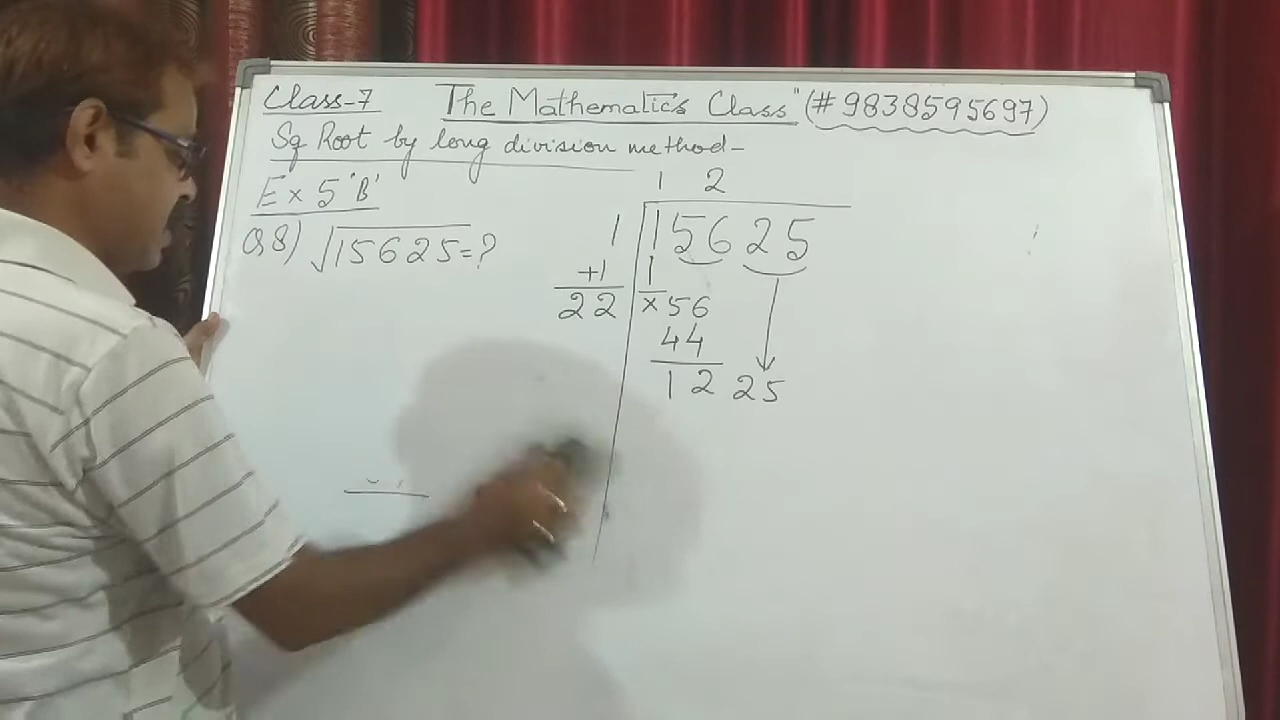 Class-7 The Mathematics Class" (#9838595697)
Sq Root by long division method-
Ex 5 'B'
Q8) √15625=?
1 2
1 15625
+1 1
22 ×56
44
1225